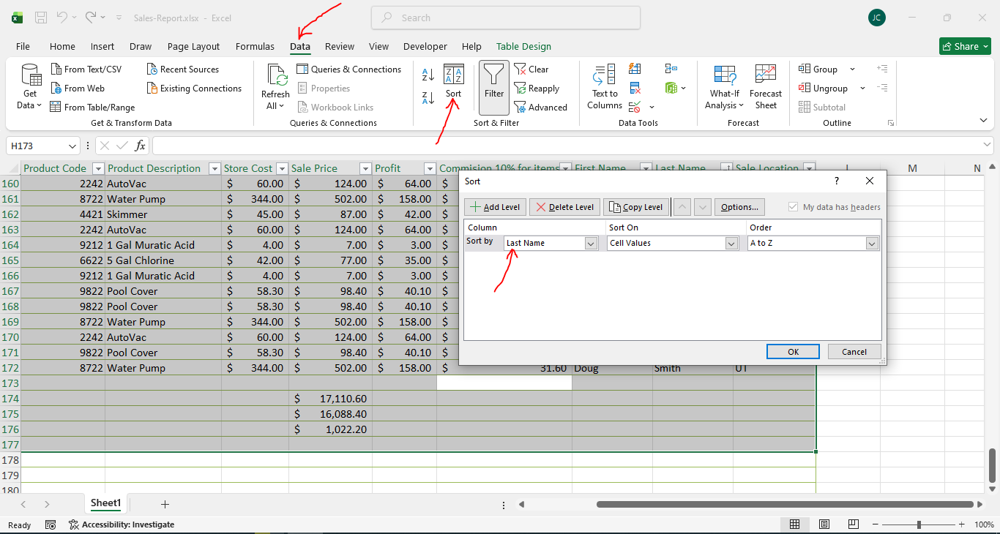 Sales-Report.xlsx - Excel
Search
JC
File Home Insert Draw Page Layout Formulas Data Review View Developer Help Table Design
Share
Get Data
From Text/CSV
From Web
From Table/Range
Recent Sources
Existing Connections
Get & Transform Data
Refresh All
Queries & Connections
Properties
Workbook Links
Queries & Connections
Sort
Filter
Clear
Reapply
Advanced
Sort & Filter
Text to Columns
Data Tools
What-If Analysis
Forecast Sheet
Forecast
Group
Ungroup
Subtotal
Outline
H173
fx
Product Code Product Description Store Cost Sale Price Profit Commision 10% for items First Name Last Name Sale Location L M N
160 2242 AutoVac $ 60.00 $ 124.00 $ 64.00 $
161 8722 Water Pump $ 344.00 $ 502.00 $ 158.00 $
162 4421 Skimmer $ 45.00 $ 87.00 $ 42.00 $
163 2242 AutoVac $ 60.00 $ 124.00 $ 64.00 $
164 9212 1 Gal Muratic Acid $ 4.00 $ 7.00 $ 3.00 $
165 6622 5 Gal Chlorine $ 42.00 $ 77.00 $ 35.00 $
166 9212 1 Gal Muratic Acid $ 4.00 $ 7.00 $ 3.00 $
167 9822 Pool Cover $ 58.30 $ 98.40 $ 40.10 $
168 9822 Pool Cover $ 58.30 $ 98.40 $ 40.10 $
169 8722 Water Pump $ 344.00 $ 502.00 $ 158.00 $
170 2242 AutoVac $ 60.00 $ 124.00 $ 64.00 $
171 9822 Pool Cover $ 58.30 $ 98.40 $ 40.10 $
172 8722 Water Pump $ 344.00 $ 502.00 $ 158.00 $ 31.60 Doug Smith UT
173
174 $ 17,110.60
175 $ 16,088.40
176 $ 1,022.20
177
178
179
180
Sort
?
Add Level Delete Level Copy Level Options... My data has headers
Column Sort On Order
Sort by Last Name Cell Values A to Z
OK Cancel
Sheet1
Ready Accessibility: Investigate 100%